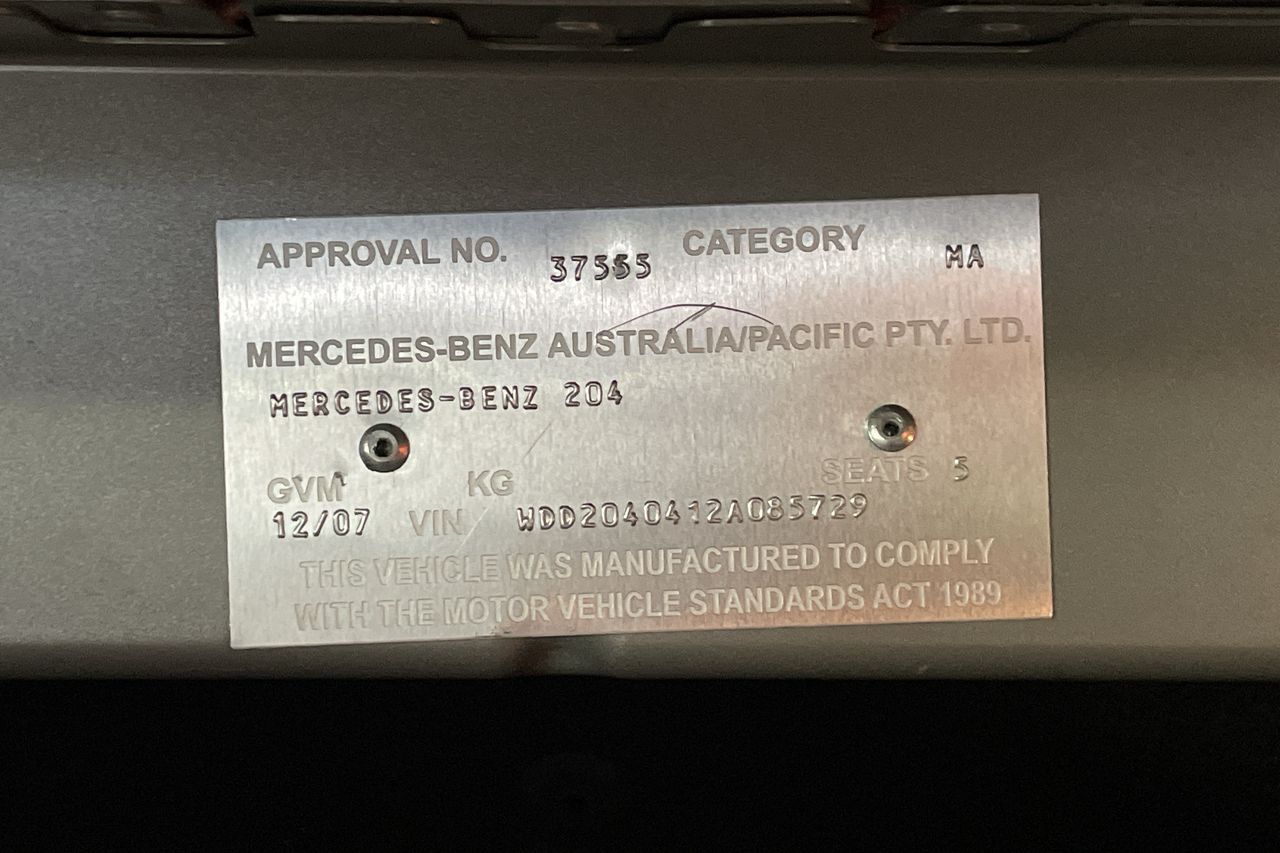 APPROVAL NO. 37555 CATEGORY MA
MERCEDES-BENZ AUSTRALIA/PACIFIC PTY. LTD.
MERCEDES-BENZ 204
GVM KG SEATS 5
12/07 VIN WDD2040412A085729
THIS VEHICLE WAS MANUFACTURED TO COMPLY
WITH THE MOTOR VEHICLE STANDARDS ACT 1989